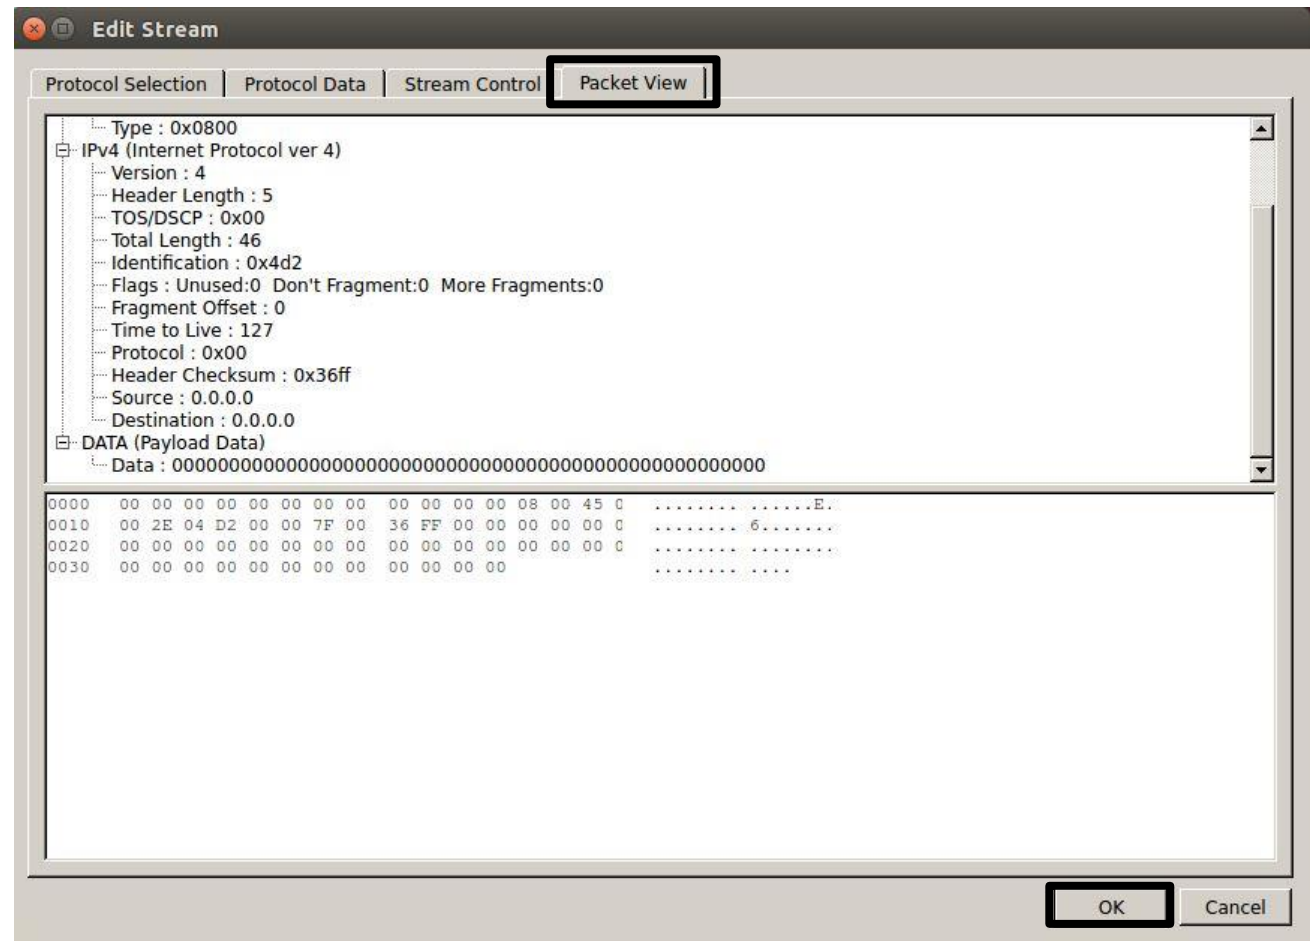 Edit Stream
Protocol Selection Protocol Data Stream Control Packet View
Type : 0x0800
IPv4 (Internet Protocol ver 4)
Version : 4
Header Length : 5
TOS/DSCP : 0x00
Total Length : 46
Identification : 0x4d2
Flags : Unused:0 Don't Fragment:0 More Fragments:0
Fragment Offset : 0
Time to Live : 127
Protocol : 0x00
Header Checksum : 0x36ff
Source : 0.0.0.0
Destination : 0.0.0.0
DATA (Payload Data)
Data : 0000000000000000000000000000000000000000000000000000
0000 00 00 00 00 00 00 00 00 00 00 00 00 08 00 45 0 ........ ......E.
0010 00 2E 04 D2 00 00 7F 00 36 FF 00 00 00 00 00 0 ........ 6.......
0020 00 00 00 00 00 00 00 00 00 00 00 00 00 00 00 0 ........ ........
0030 00 00 00 00 00 00 00 00 00 00 00 00 ........ ....
OK Cancel